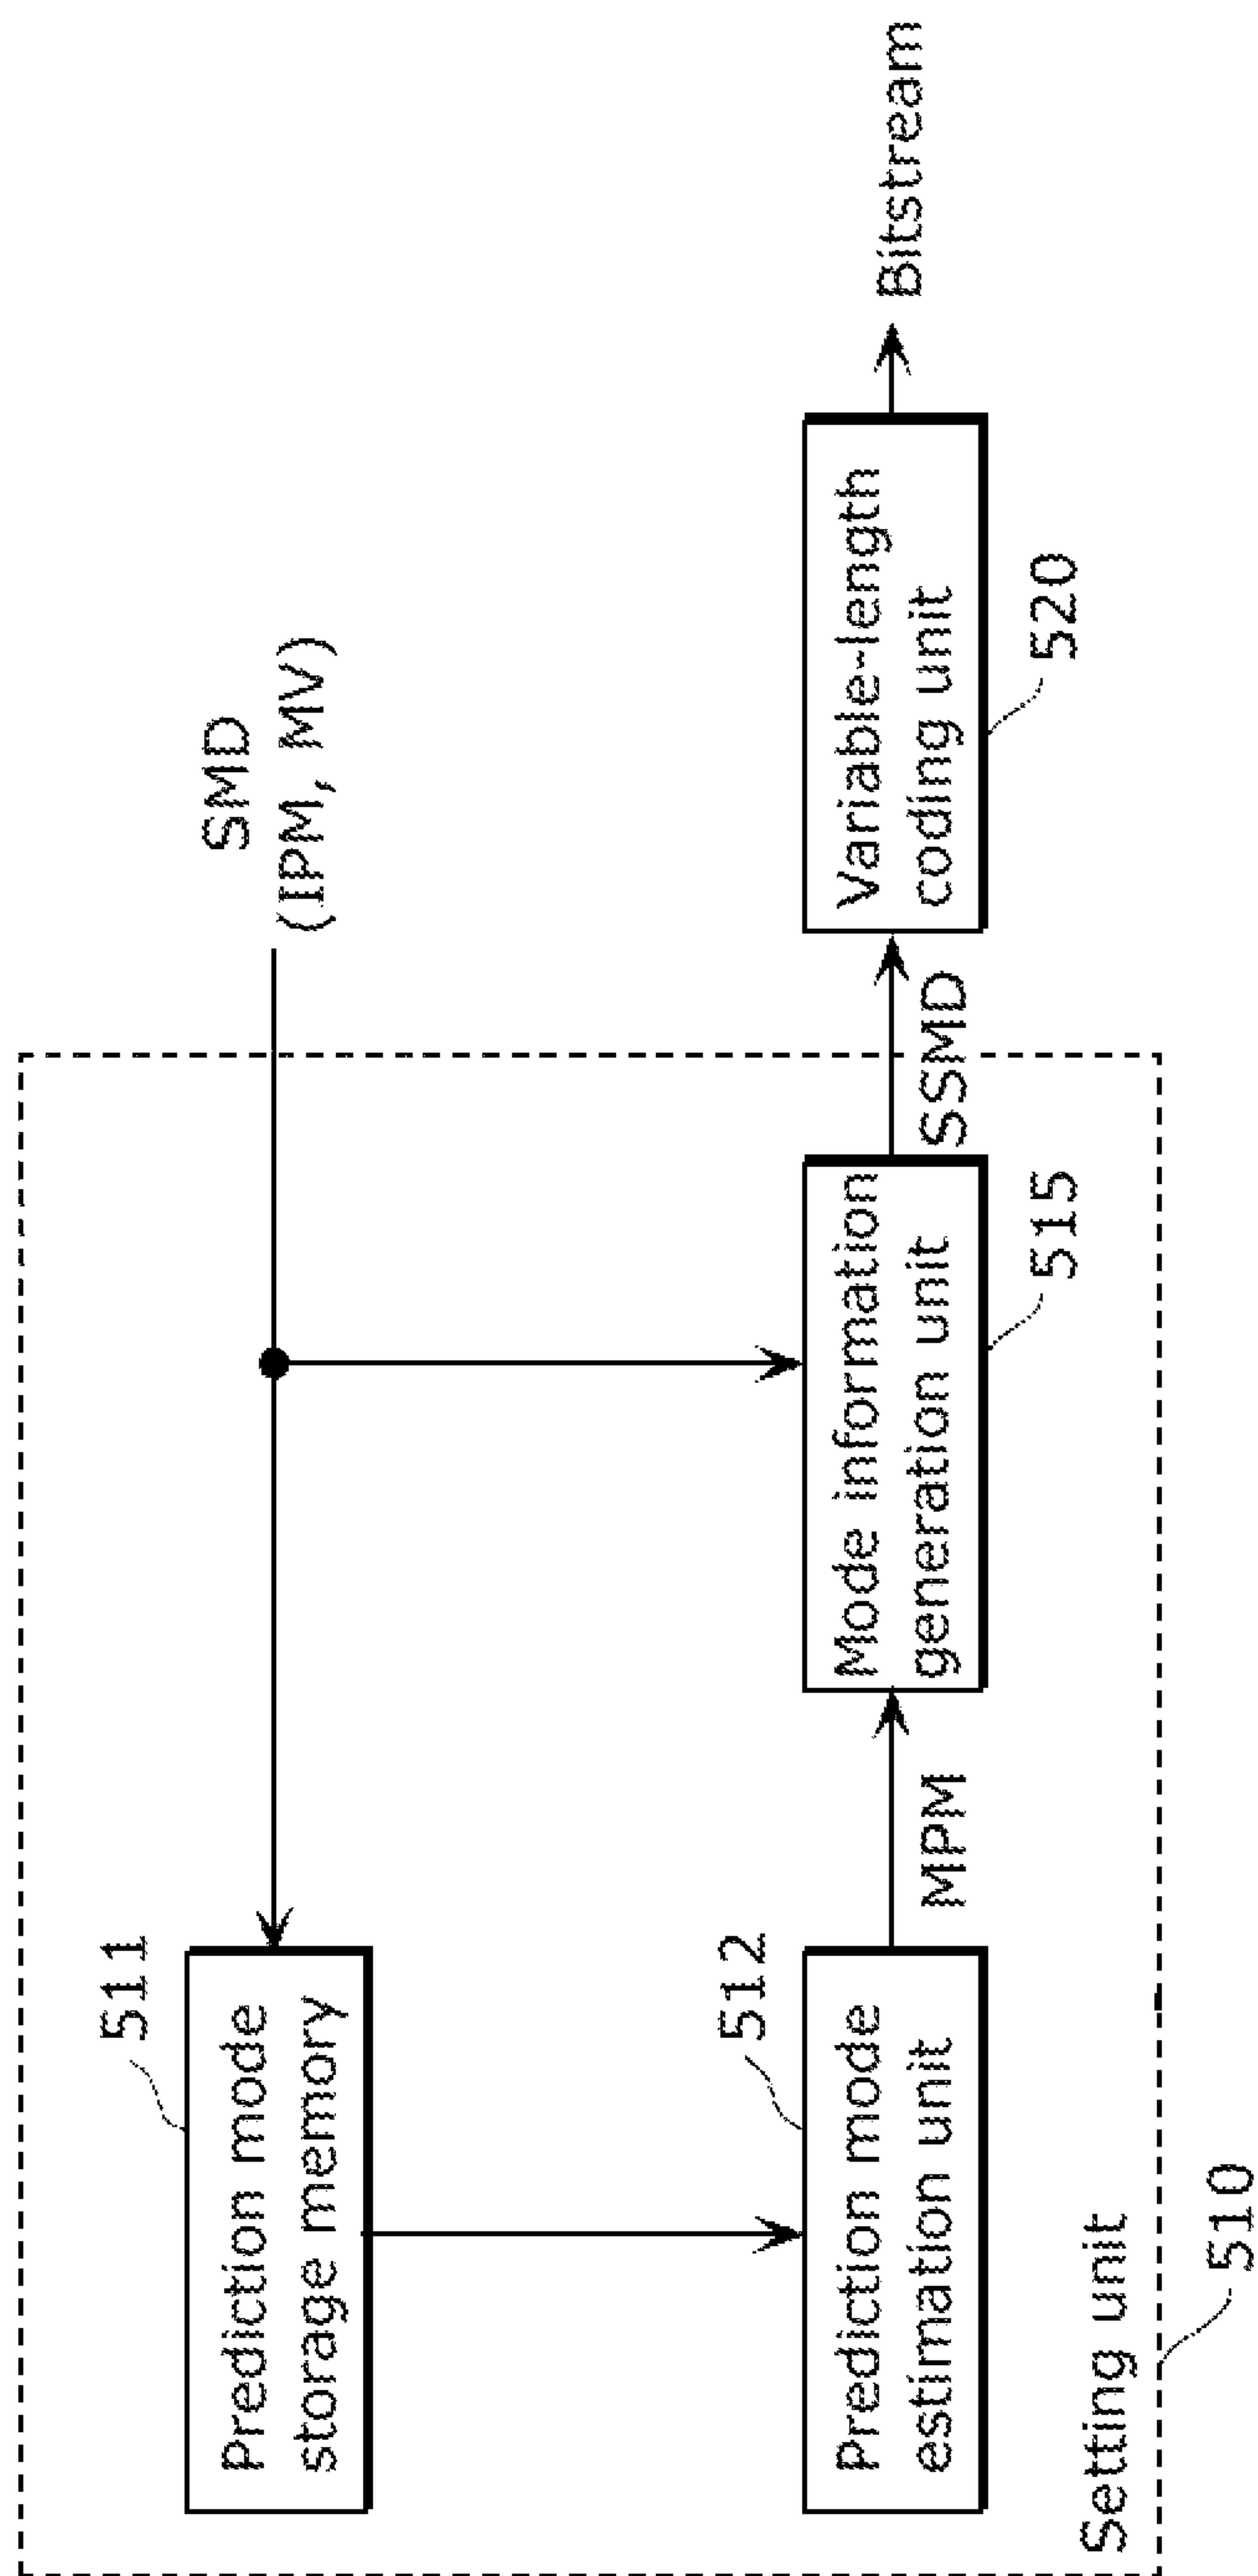 SMD
(IPM, MV)
511
Prediction mode
storage memory
512
Prediction mode
estimation unit
MPM
Mode information
generation unit
515
SSMD
Variable-length
coding unit
520
Bitstream
Setting unit
510